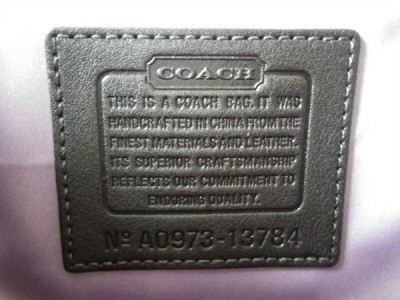 COACH
THIS IS A COACH BAG. IT WAS
HANDCRAFTED IN CHINA FROM THE
FINEST MATERIALS AND LEATHER.
ITS SUPERIOR CRAFTSMANSHIP
REFLECTS OUR COMMITMENT TO
ENDURING QUALITY.
Nº A0973-13784